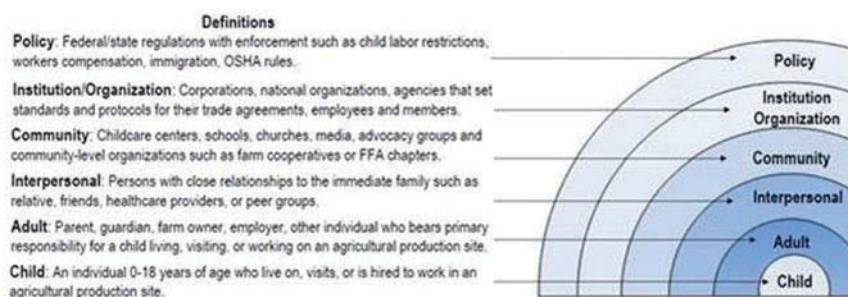 Definitions
Policy: Federal/state regulations with enforcement such as child labor restrictions,
workers compensation, immigration, OSHA rules.
Institution/Organization: Corporations, national organizations, agencies that set
standards and protocols for their trade agreements, employees and members.
Community: Childcare centers, schools, churches, media, advocacy groups and
community-level organizations such as farm cooperatives or FFA chapters.
Interpersonal: Persons with close relationships to the immediate family such as
relative, friends, healthcare providers, or peer groups.
Adult: Parent, guardian, farm owner, employer, other individual who bears primary
responsibility for a child living, visiting, or working on an agricultural production site.
Child: An individual 0-18 years of age who live on, visits, or is hired to work in an
agricultural production site.
Policy
Institution
Organization
Community
Interpersonal
Adult
Child